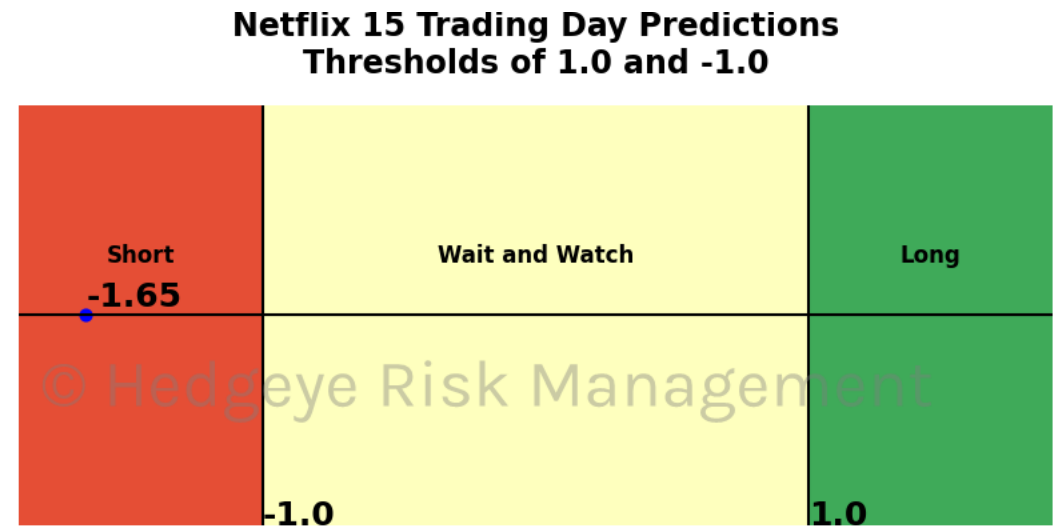 Netflix 15 Trading Day Predictions
Thresholds of 1.0 and -1.0
Short
Wait and Watch
Long
-1.65
© Hedgeye Risk Management
-1.0
1.0